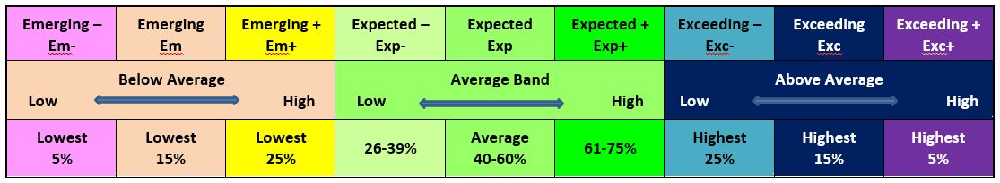 Emerging – Emerging Emerging + Expected – Expected Expected + Exceeding – Exceeding Exceeding +
Em- Em Em+ Exp- Exp Exp+ Exc- Exc Exc+
Below Average Average Band Above Average
Low High Low High Low High
Lowest Lowest Lowest 26-39% Average 61-75% Highest Highest Highest
5% 15% 25% 40-60% 25% 15% 5%